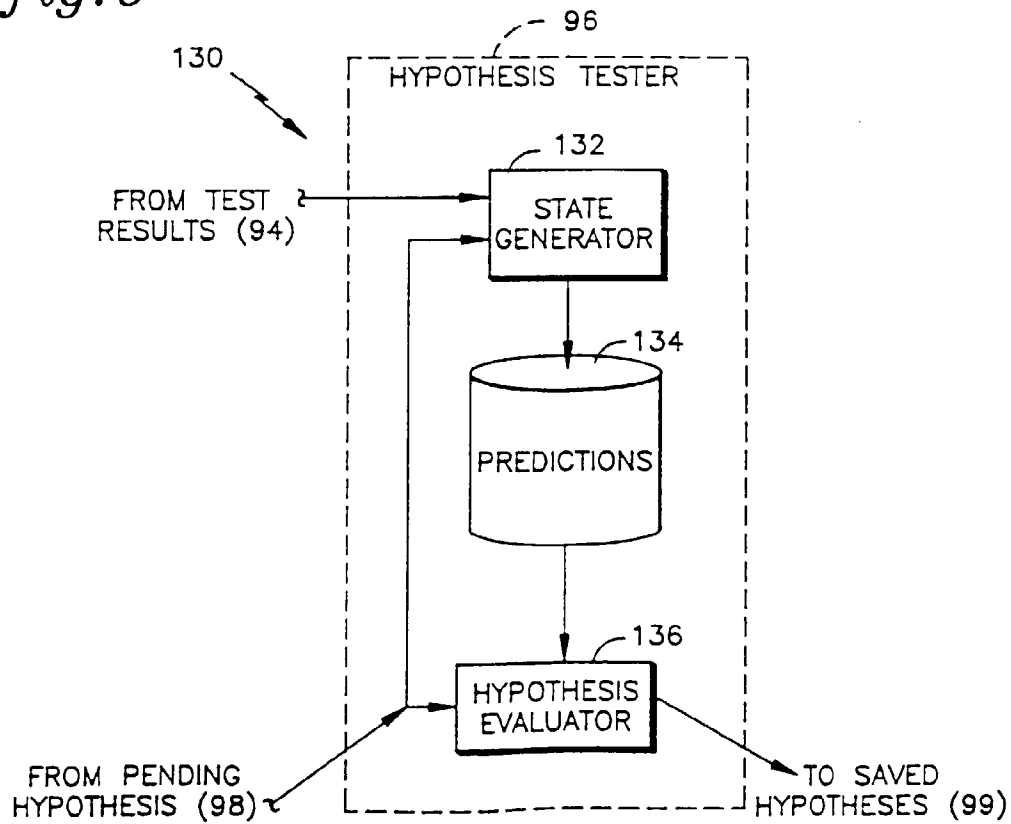 96
130
HYPOTHESIS TESTER
132
FROM TEST
RESULTS (94)
STATE
GENERATOR
134
PREDICTIONS
136
HYPOTHESIS
EVALUATOR
FROM PENDING
HYPOTHESIS (98)
TO SAVED
HYPOTHESES (99)